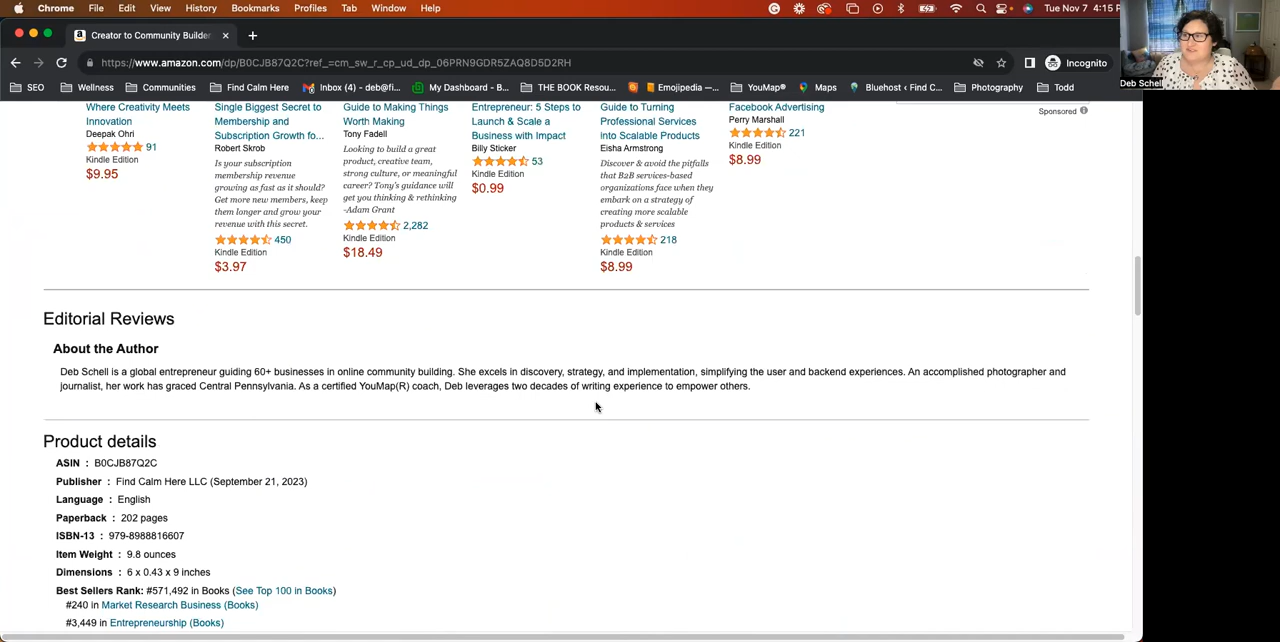 Chrome File Edit View History Bookmarks Profiles Tab Window Help Tue Nov 7 4:15 P
Creator to Community Builder
https://www.amazon.com/dp/B0CJB87Q2C?ref_=cm_sw_r_cp_ud_dp_06PRN9GDR5ZAQ8D5D2RH Incognito
Deb Schell
SEO Wellness Communities Find Calm Here Inbox (4) - deb@fi... My Dashboard - B... THE BOOK Resou... Emojipedia —... YouMap® Maps Bluehost ‹ Find C... Photography Todd
Where Creativity Meets
Innovation
Deepak Ohri
91
Kindle Edition
$9.95
Single Biggest Secret to
Membership and
Subscription Growth fo...
Robert Skrob
Is your subscription
membership revenue
growing as fast as it should?
Get more new members, keep
them longer and grow your
revenue with this secret.
450
Kindle Edition
$3.97
Guide to Making Things
Worth Making
Tony Fadell
Looking to build a great
product, creative team,
strong culture, or meaningful
career? Tony's guidance will
get you thinking & rethinking
-Adam Grant
2,282
Kindle Edition
$18.49
Entrepreneur: 5 Steps to
Launch & Scale a
Business with Impact
Billy Sticker
53
Kindle Edition
$0.99
Guide to Turning
Professional Services
into Scalable Products
Eisha Armstrong
Discover & avoid the pitfalls
that B2B services-based
organizations face when they
embark on a strategy of
creating more scalable
products & services
218
Kindle Edition
$8.99
Facebook Advertising
Perry Marshall
221
Kindle Edition
$8.99
Sponsored
Editorial Reviews
About the Author
Deb Schell is a global entrepreneur guiding 60+ businesses in online community building. She excels in discovery, strategy, and implementation, simplifying the user and backend experiences. An accomplished photographer and
journalist, her work has graced Central Pennsylvania. As a certified YouMap(R) coach, Deb leverages two decades of writing experience to empower others.
Product details
ASIN : B0CJB87Q2C
Publisher : Find Calm Here LLC (September 21, 2023)
Language : English
Paperback : 202 pages
ISBN-13 : 979-8988816607
Item Weight : 9.8 ounces
Dimensions : 6 x 0.43 x 9 inches
Best Sellers Rank: #571,492 in Books (See Top 100 in Books)
#240 in Market Research Business (Books)
#3,449 in Entrepreneurship (Books)